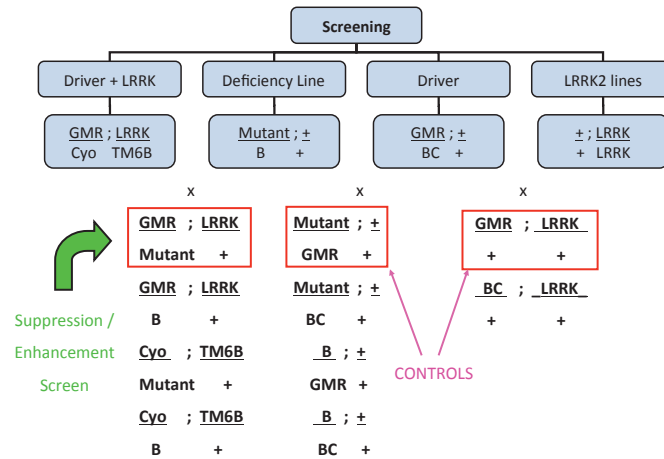 Screening
Driver + LRRK Deficiency Line Driver LRRK2 lines
GMR ; LRRK Mutant ; + GMR ; + + ; LRRK
Cyo TM6B B + BC + + LRRK
x x x
GMR ; LRRK Mutant ; + GMR ; LRRK
Mutant + GMR + + +
GMR ; LRRK Mutant ; + BC ; _LRRK_
B + BC + + +
Suppression /
Enhancement
Screen
Cyo ; TM6B B ; +
Mutant + GMR +
CONTROLS
Cyo ; TM6B B ; +
B + BC +